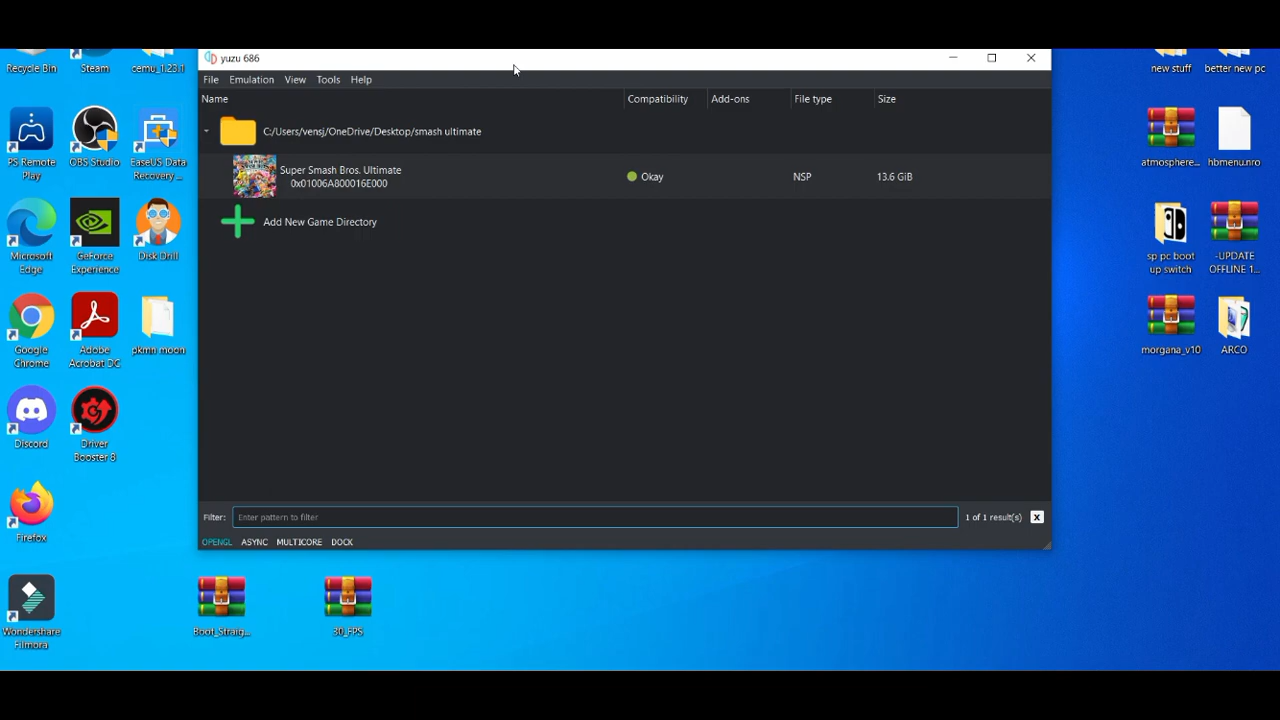 yuzu 686
File Emulation View Tools Help
Name Compatibility Add-ons File type Size
C:/Users/vensj/OneDrive/Desktop/smash ultimate
Super Smash Bros. Ultimate
0x01006A800016E000
Okay NSP 13.6 GiB
Add New Game Directory
Filter: Enter pattern to filter 1 of 1 result(s) X
OPENGL ASYNC MULTICORE DOCK
Recycle Bin
Steam
cemu_1.23.f1
PS Remote
Play
OBS Studio
EaseUS Data
Recovery ...
Microsoft
Edge
GeForce
Experience
Disk Drill
Google
Chrome
Adobe
Acrobat DC
pkmn moon
Discord
Driver
Booster 8
Firefox
Wondershare
Filmora
Boot_Straig...
30_FPS
new stuff
better new pc
atmosphere...
hbmenu.nro
sp pc boot
up switch
-UPDATE
OFFLINE 1...
morgana_v10
ARCO